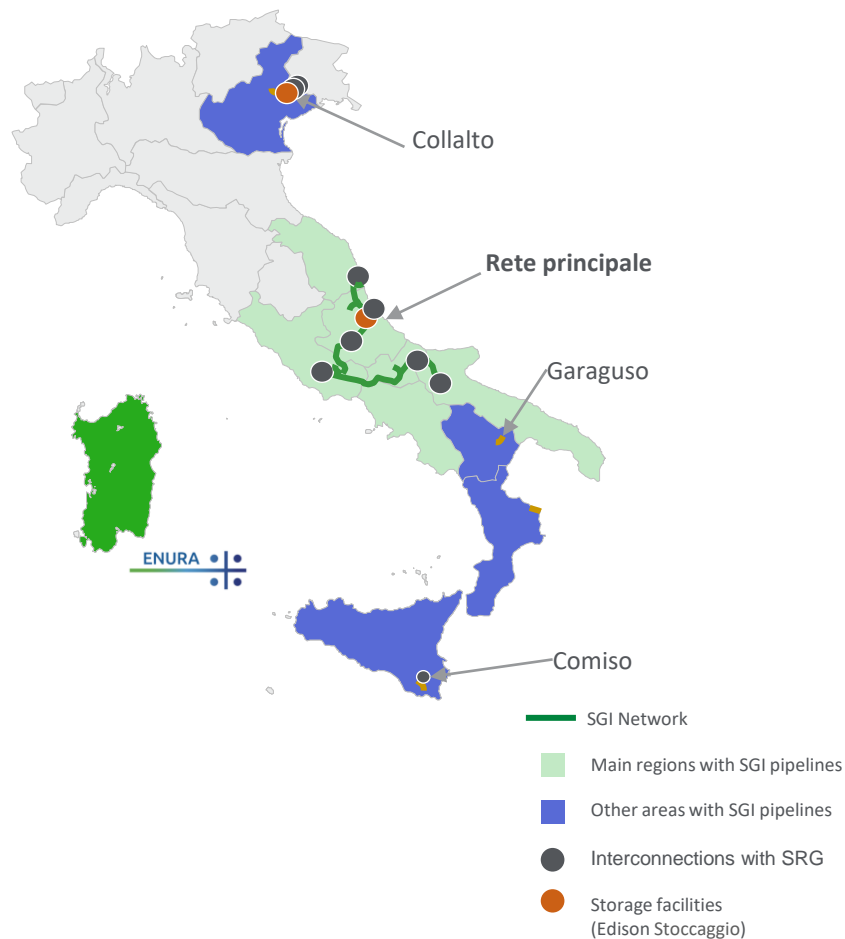 Collalto
Rete principale
Garaguso
ENURA
Comiso
SGI Network
Main regions with SGI pipelines
Other areas with SGI pipelines
Interconnections with SRG
Storage facilities
(Edison Stoccaggio)